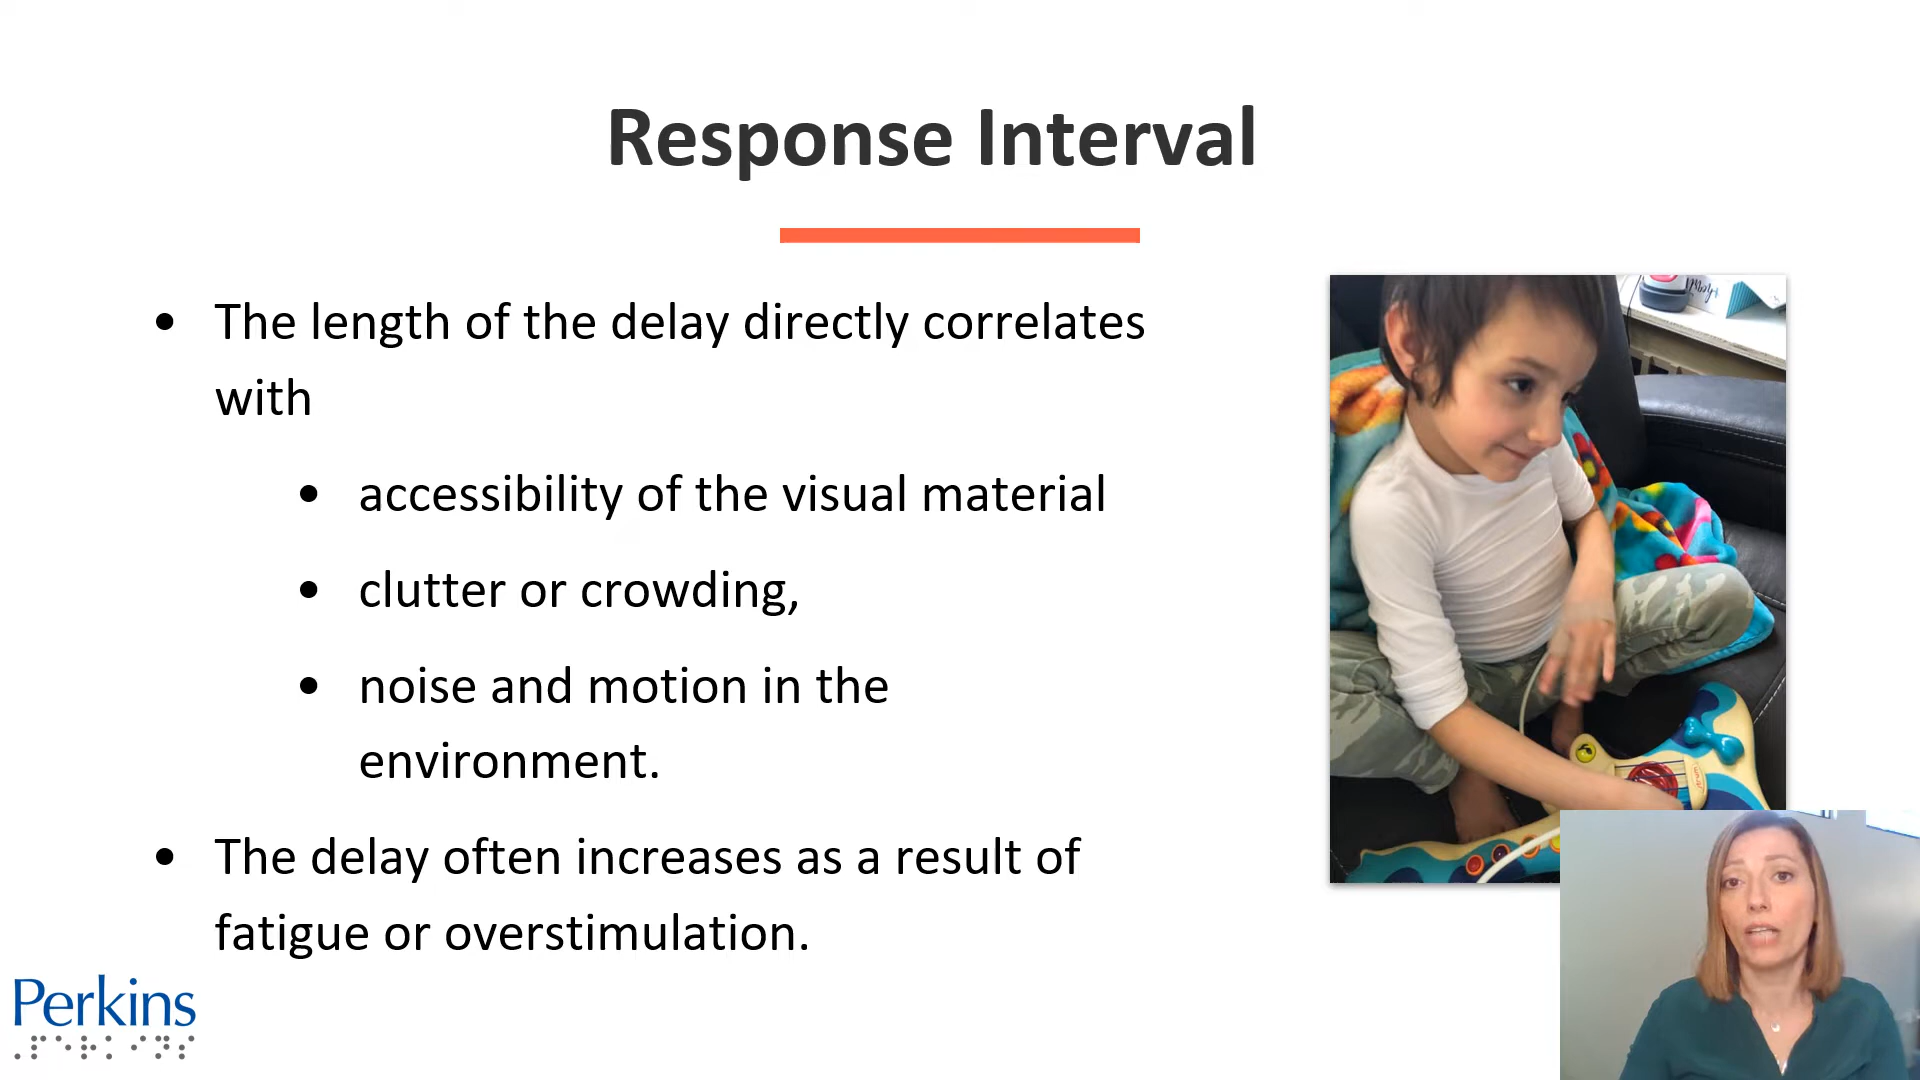 Response Interval
• The length of the delay directly correlates
with
• accessibility of the visual material
• clutter or crowding,
• noise and motion in the
environment.
• The delay often increases as a result of
fatigue or overstimulation.
Perkins
⠠⠏⠑⠗⠅⠊⠝⠎